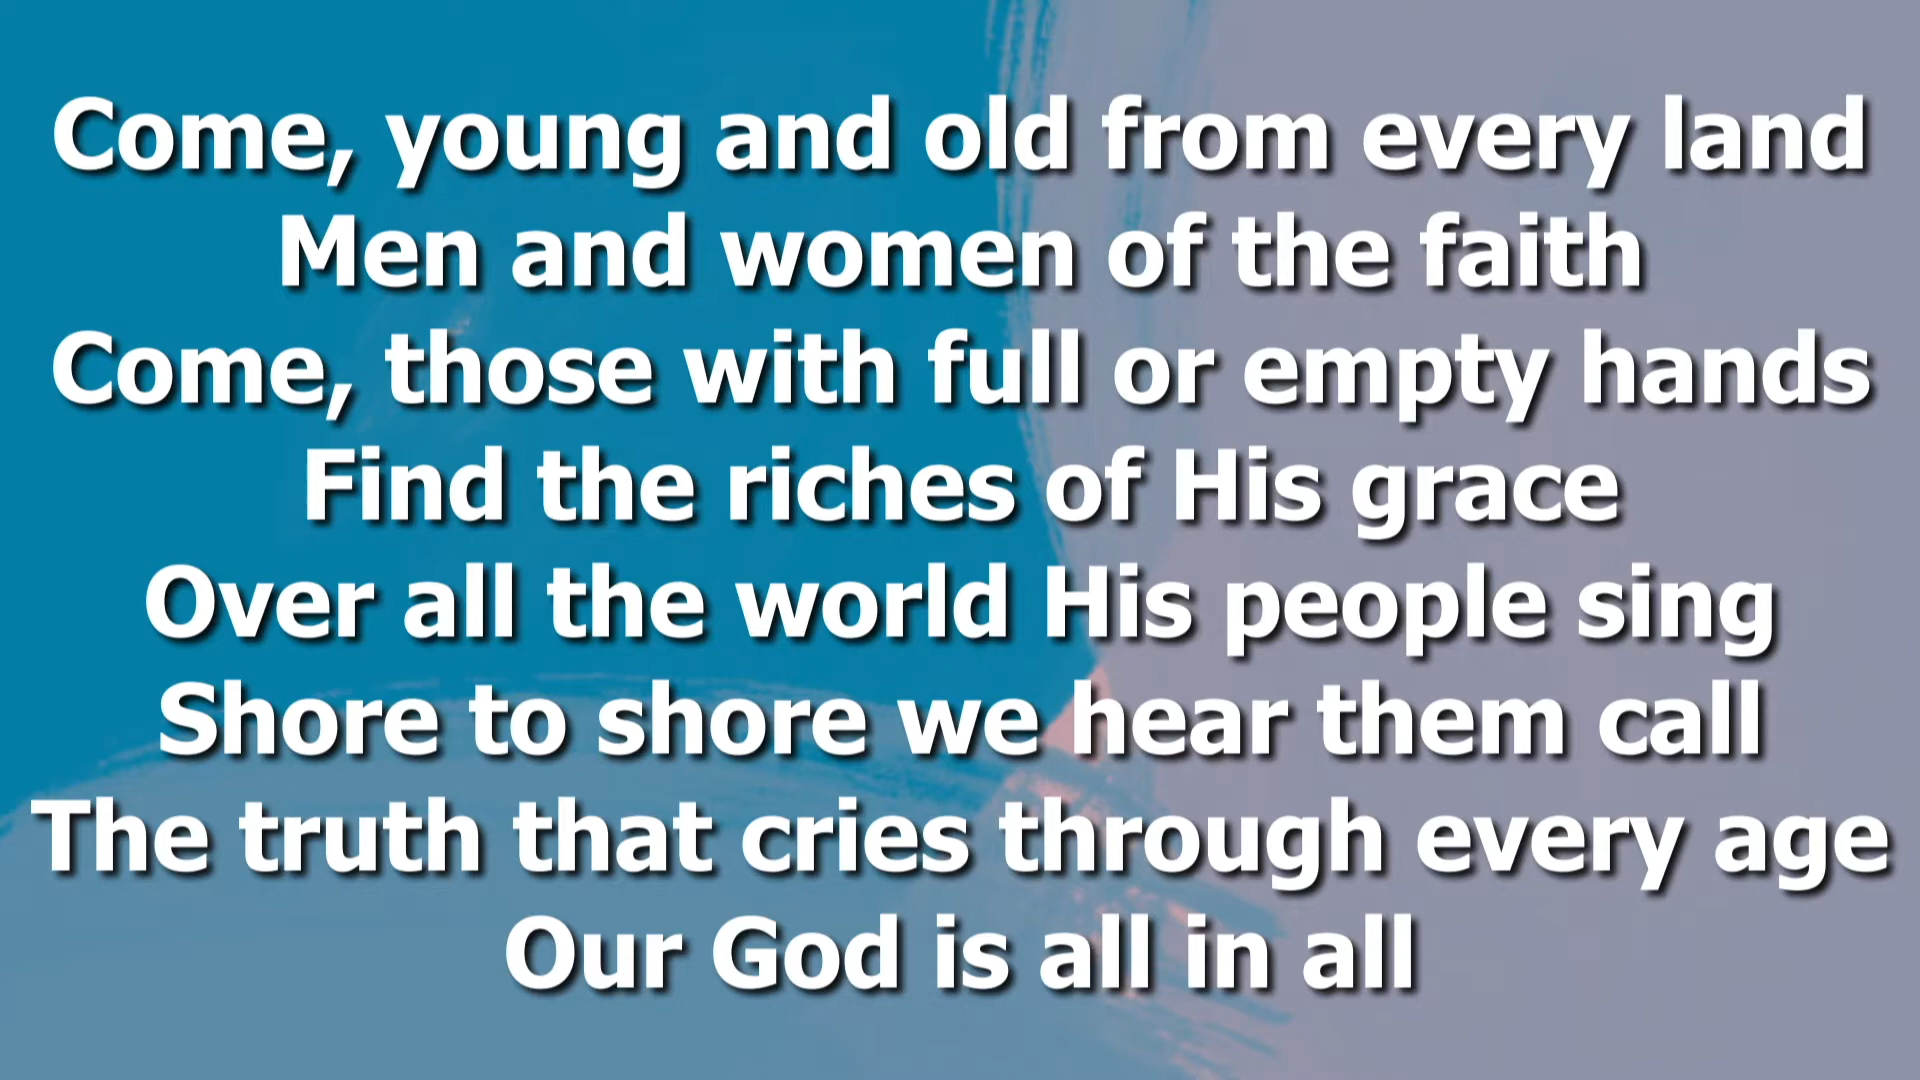 Come, young and old from every land
Men and women of the faith
Come, those with full or empty hands
Find the riches of His grace
Over all the world His people sing
Shore to shore we hear them call
The truth that cries through every age
Our God is all in all